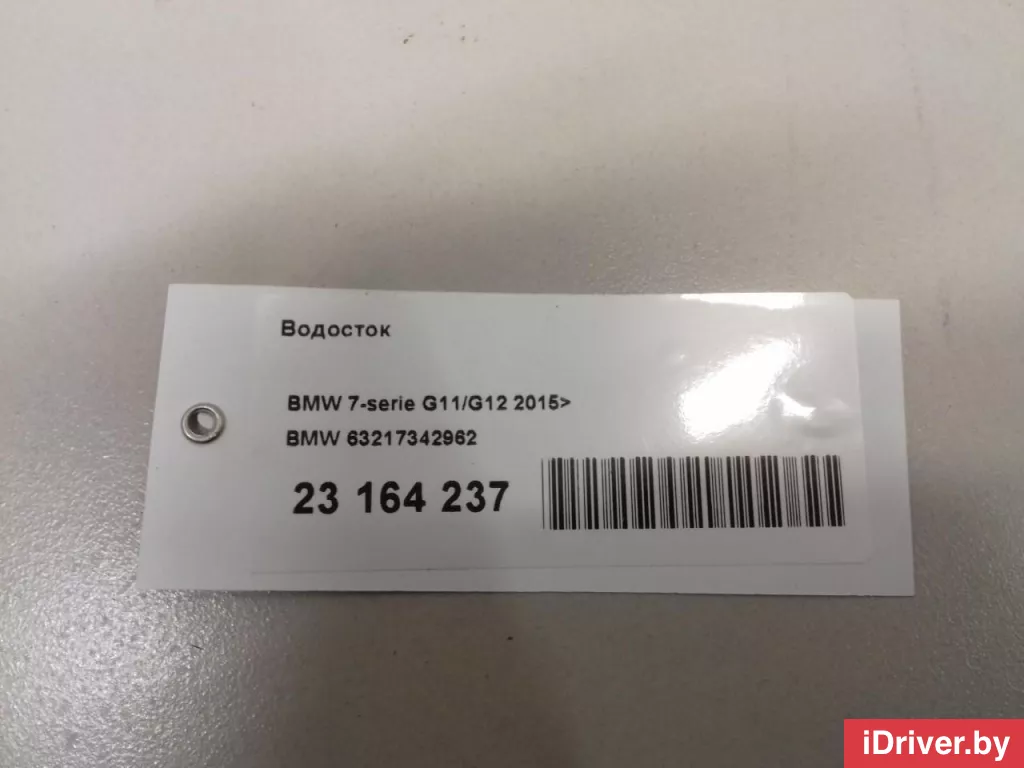 Водосток
BMW 7-serie G11/G12 2015>
BMW 63217342962
23 164 237
iDriver.by